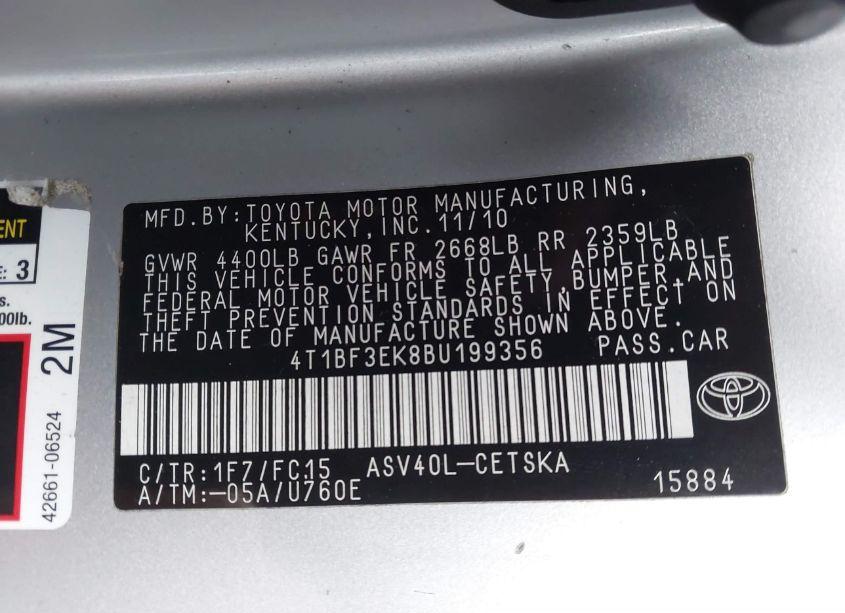 MFD.BY:TOYOTA MOTOR MANUFACTURING,
KENTUCKY,INC.11/10
GVWR 4400LB GAWR FR 2668LB RR 2359LB
THIS VEHICLE CONFORMS TO ALL APPLICABLE
FEDERAL MOTOR VEHICLE SAFETY,BUMPER,AND
THEFT PREVENTION STANDARDS IN EFFECT ON
THE DATE OF MANUFACTURE SHOWN ABOVE.
4T1BF3EK8BU199356 PASS.CAR
C/TR:1F7/FC15 ASV40L-CETSKA
A/TM:-05A/U760E 15884
ENT
E: 3
s.
00lb.
2M
42661-06524